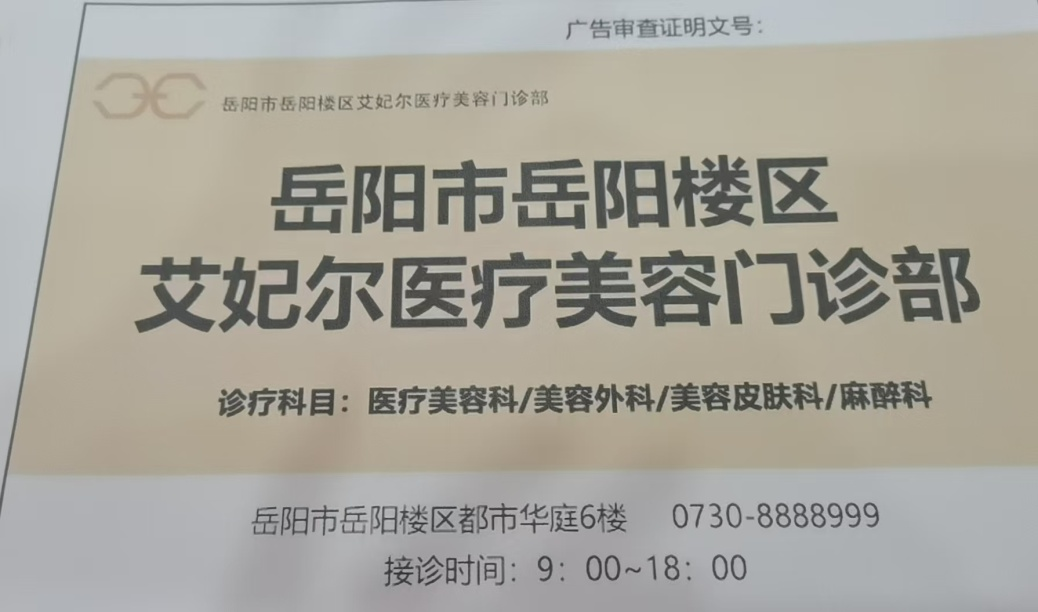 广告审查证明文号：
岳阳市岳阳楼区艾妃尔医疗美容门诊部
岳阳市岳阳楼区
艾妃尔医疗美容门诊部
诊疗科目：医疗美容科/美容外科/美容皮肤科/麻醉科
岳阳市岳阳楼区都市华庭6楼 0730-8888999
接诊时间：9：00~18：00